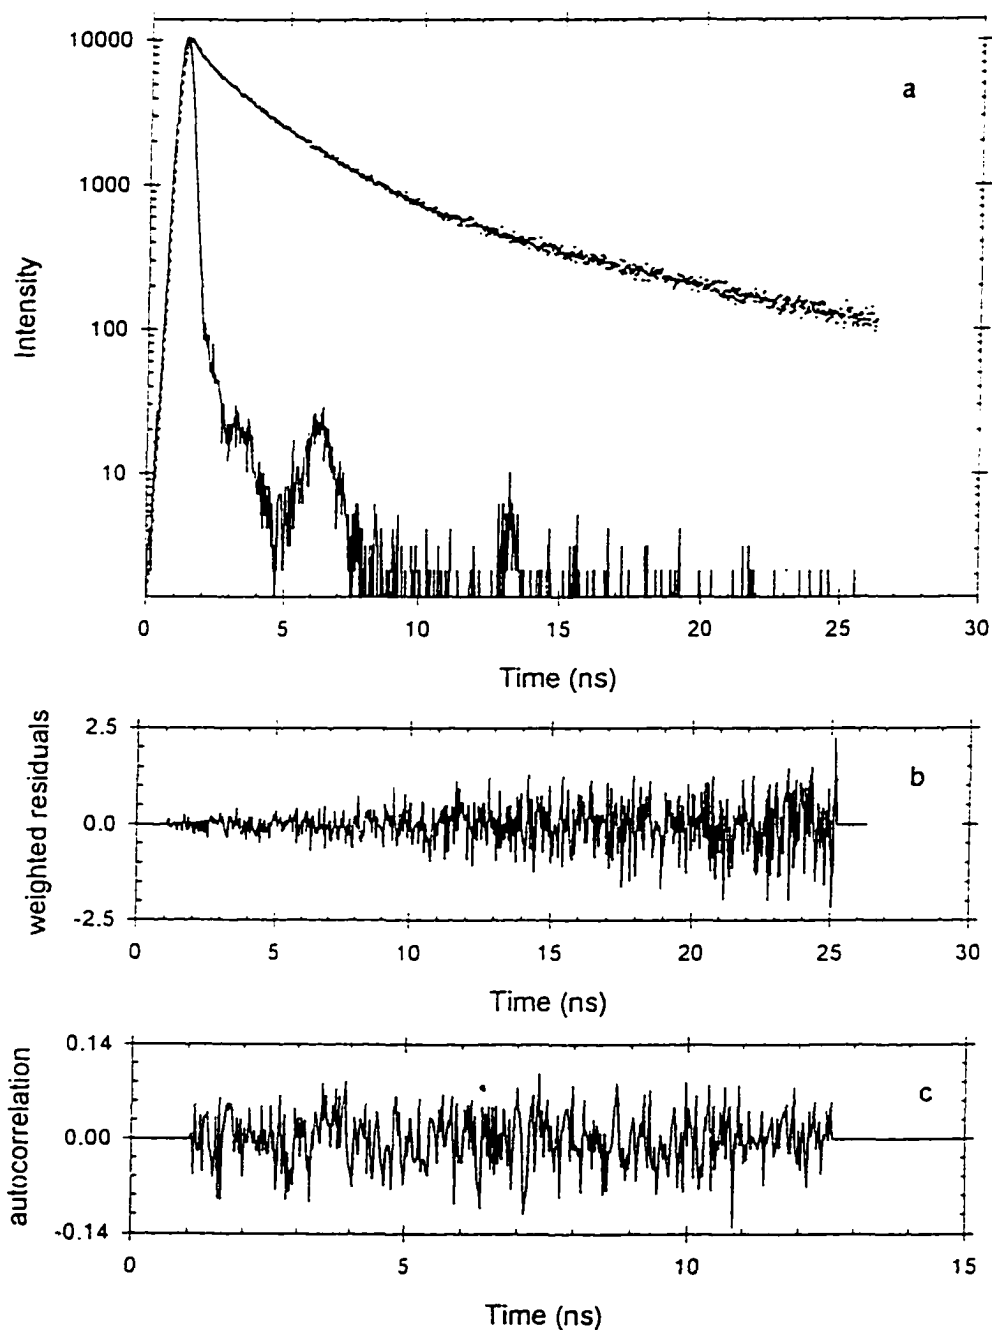 10000
1000
100
10
Intensity
a
0 5 10 15 20 25 30
Time (ns)
2.5
0.0
-2.5
weighted residuals
b
0 5 10 15 20 25 30
Time (ns)
0.14
0.00
-0.14
autocorrelation
c
0 5 10 15
Time (ns)